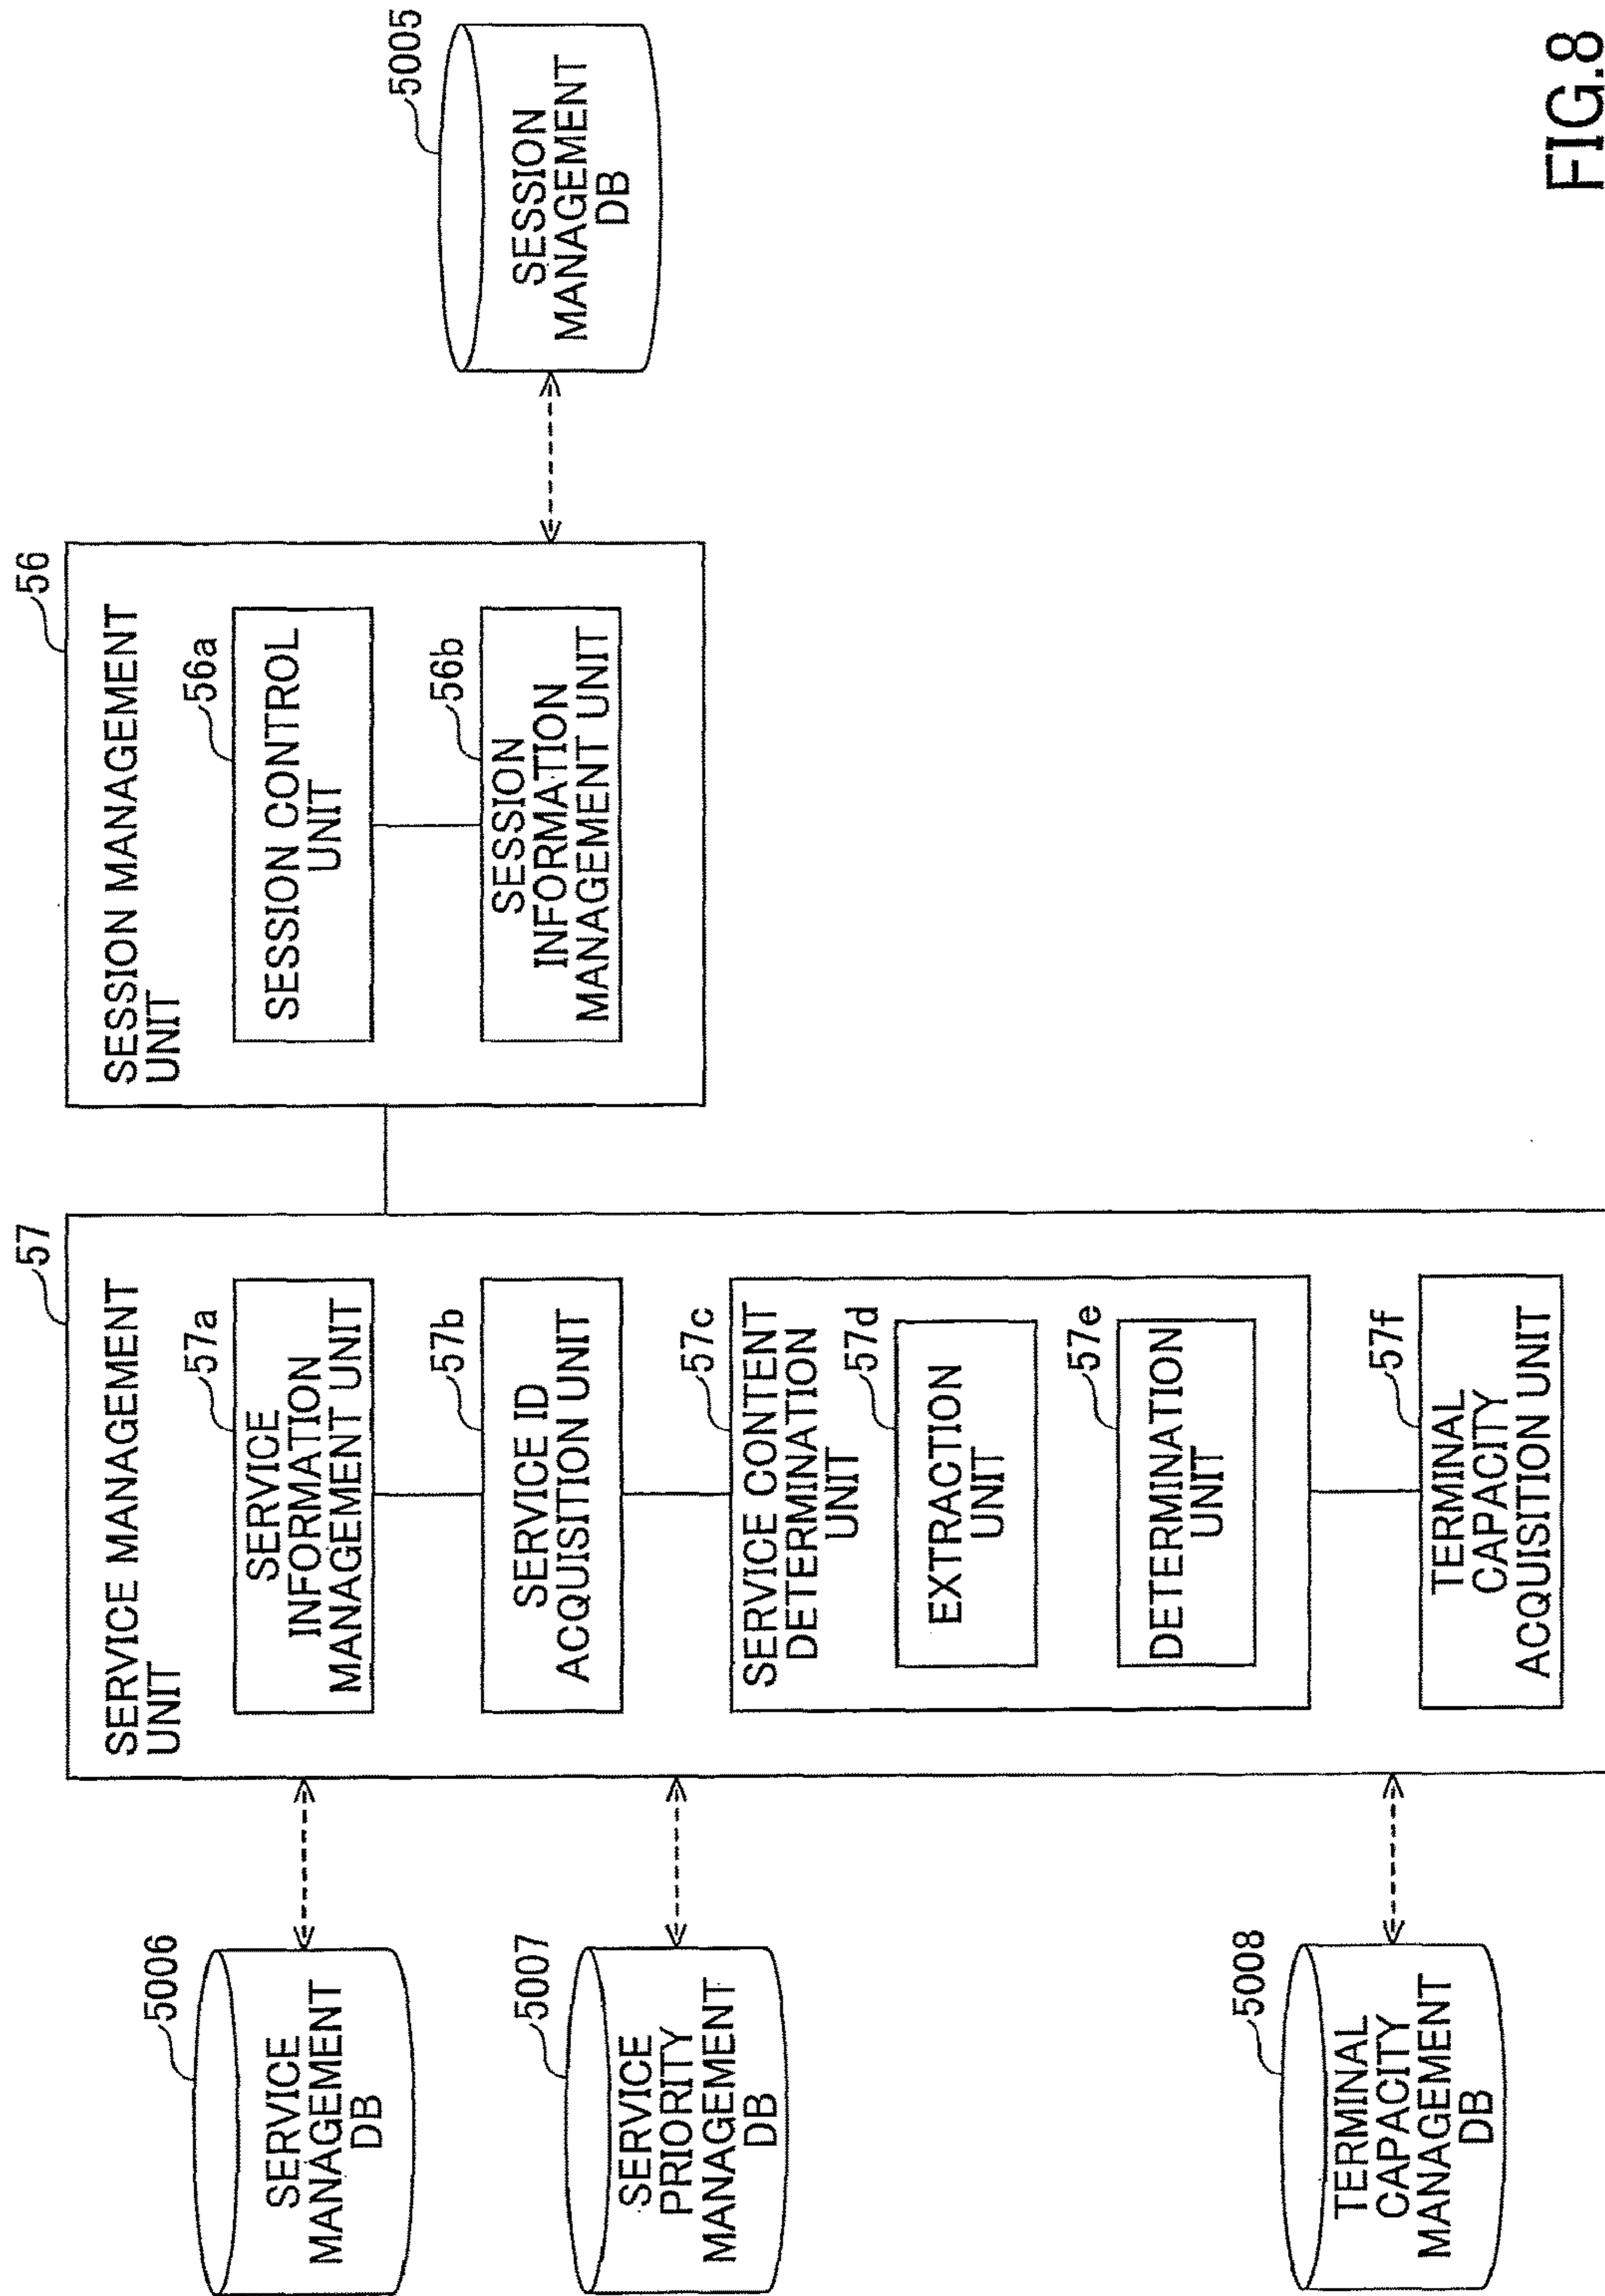 5006
SERVICE
MANAGEMENT
DB
5007
SERVICE
PRIORITY
MANAGEMENT
DB
5008
TERMINAL
CAPACITY
MANAGEMENT
DB
57
SERVICE MANAGEMENT
UNIT
57a
SERVICE
INFORMATION
MANAGEMENT UNIT
57b
SERVICE ID
ACQUISITION UNIT
57c
SERVICE CONTENT
DETERMINATION
UNIT
57d
EXTRACTION
UNIT
57e
DETERMINATION
UNIT
57f
TERMINAL
CAPACITY
ACQUISITION UNIT
56
SESSION MANAGEMENT
UNIT
56a
SESSION CONTROL
UNIT
56b
SESSION
INFORMATION
MANAGEMENT UNIT
5005
SESSION
MANAGEMENT
DB
FIG.8